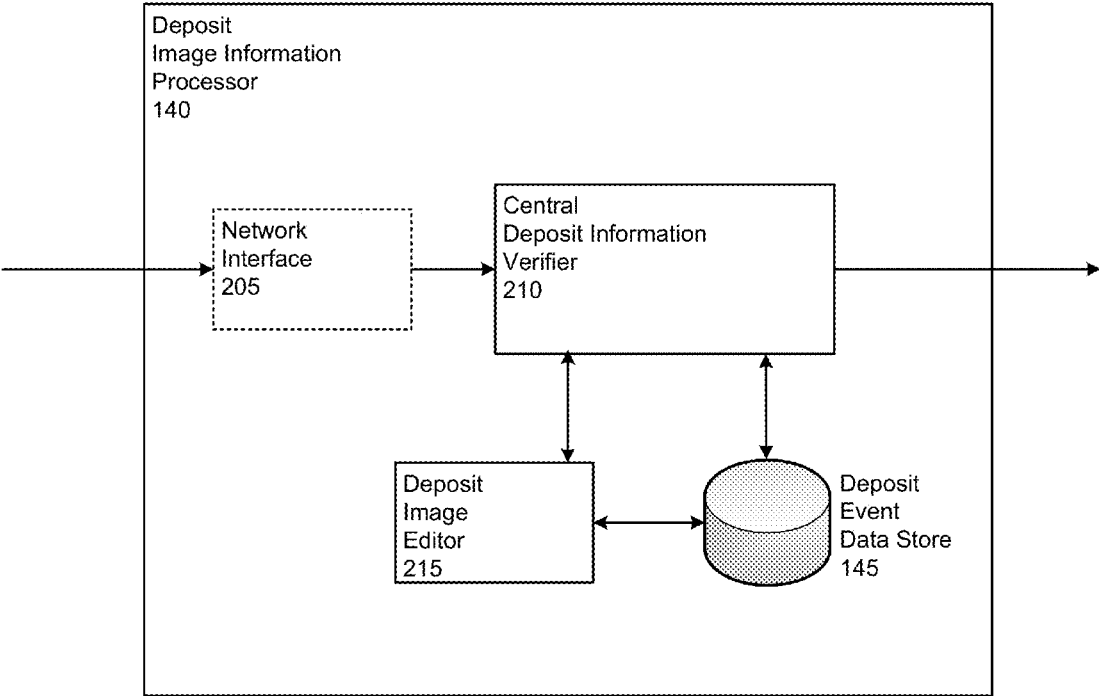 Deposit
Image Information
Processor
140
Network
Interface
205
Central
Deposit Information
Verifier
210
Deposit
Image
Editor
215
Deposit
Event
Data Store
145